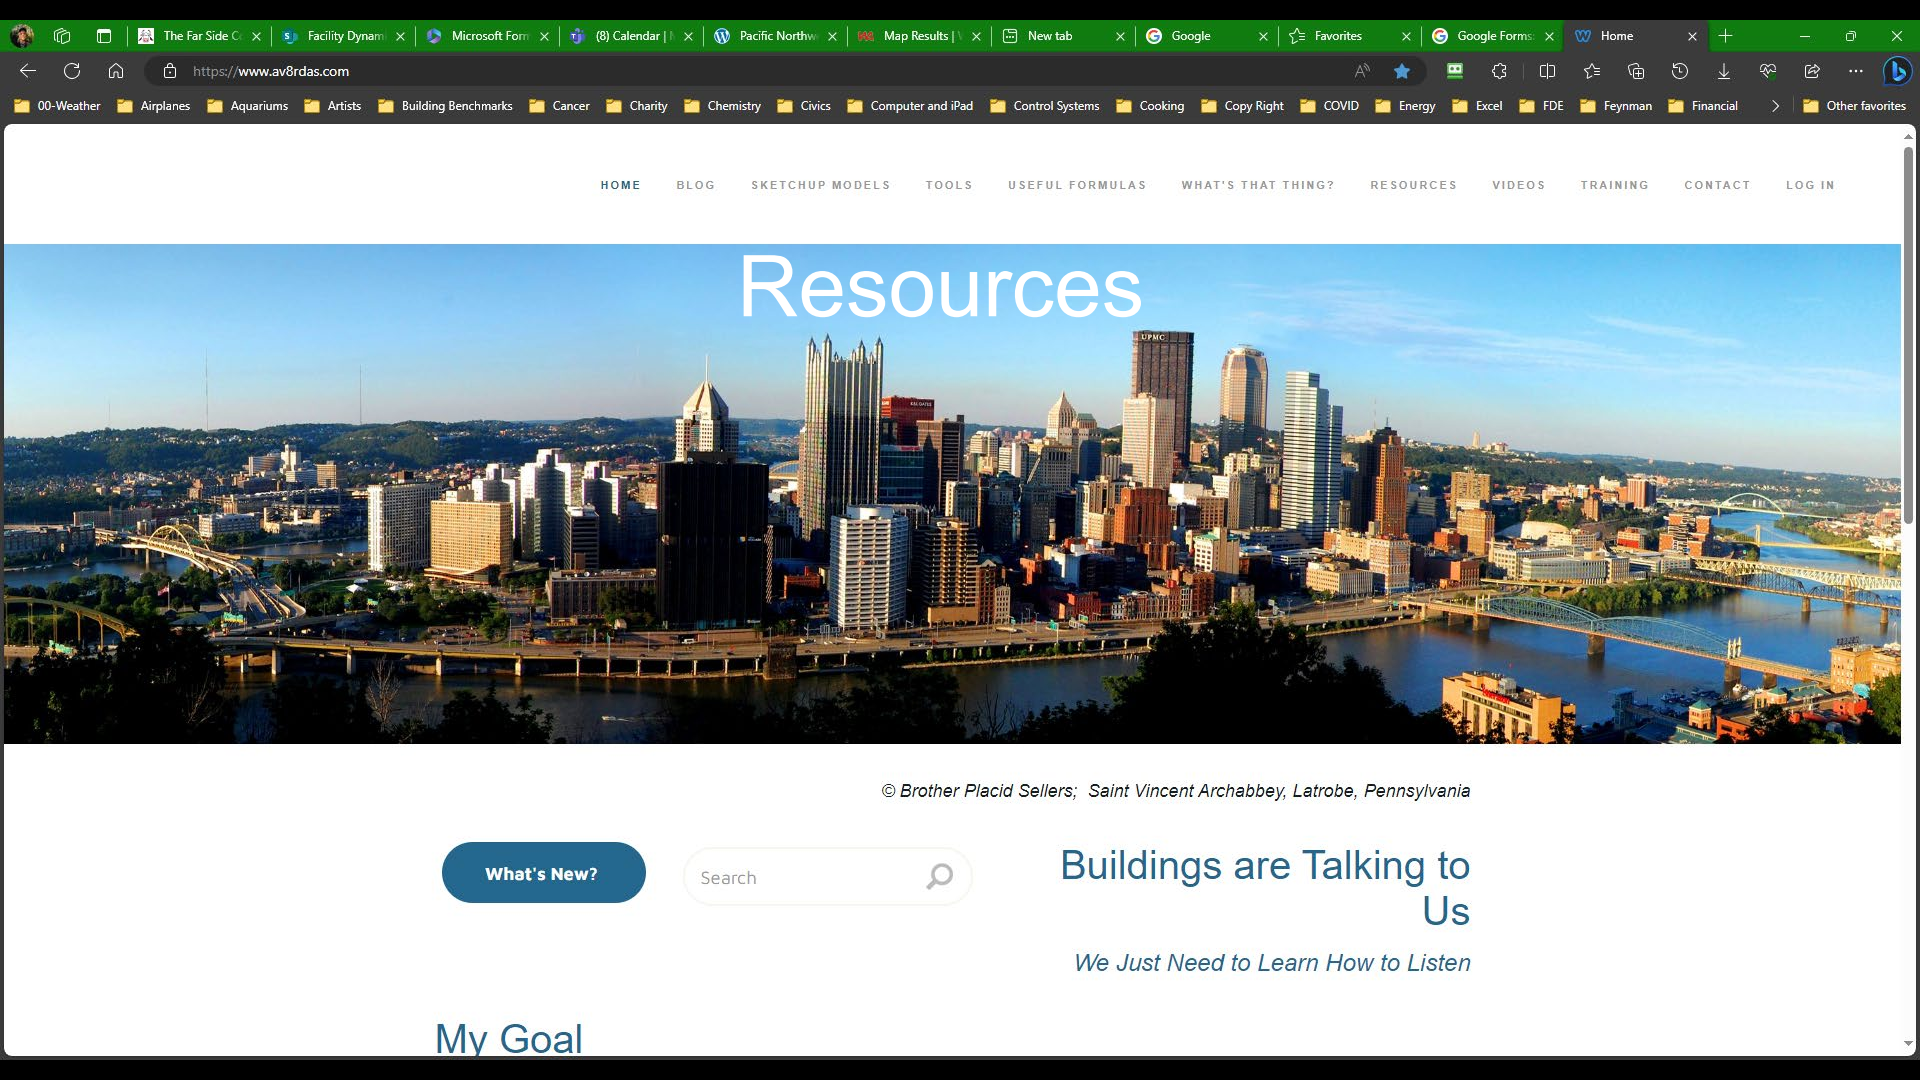 The Far Side C
Facility Dynam
Microsoft Forn
(8) Calendar |
Pacific Northw
Map Results |
New tab
Google
Favorites
Google Forms:
Home
https://www.av8rdas.com
00-Weather
Airplanes
Aquariums
Artists
Building Benchmarks
Cancer
Charity
Chemistry
Civics
Computer and iPad
Control Systems
Cooking
Copy Right
COVID
Energy
Excel
FDE
Feynman
Financial
Other favorites
HOME
BLOG
SKETCHUP MODELS
TOOLS
USEFUL FORMULAS
WHAT'S THAT THING?
RESOURCES
VIDEOS
TRAINING
CONTACT
LOG IN
Resources
UPMC
K&L GATES
© Brother Placid Sellers;  Saint Vincent Archabbey, Latrobe, Pennsylvania
What's New?
Search
Buildings are Talking to
Us
We Just Need to Learn How to Listen
My Goal